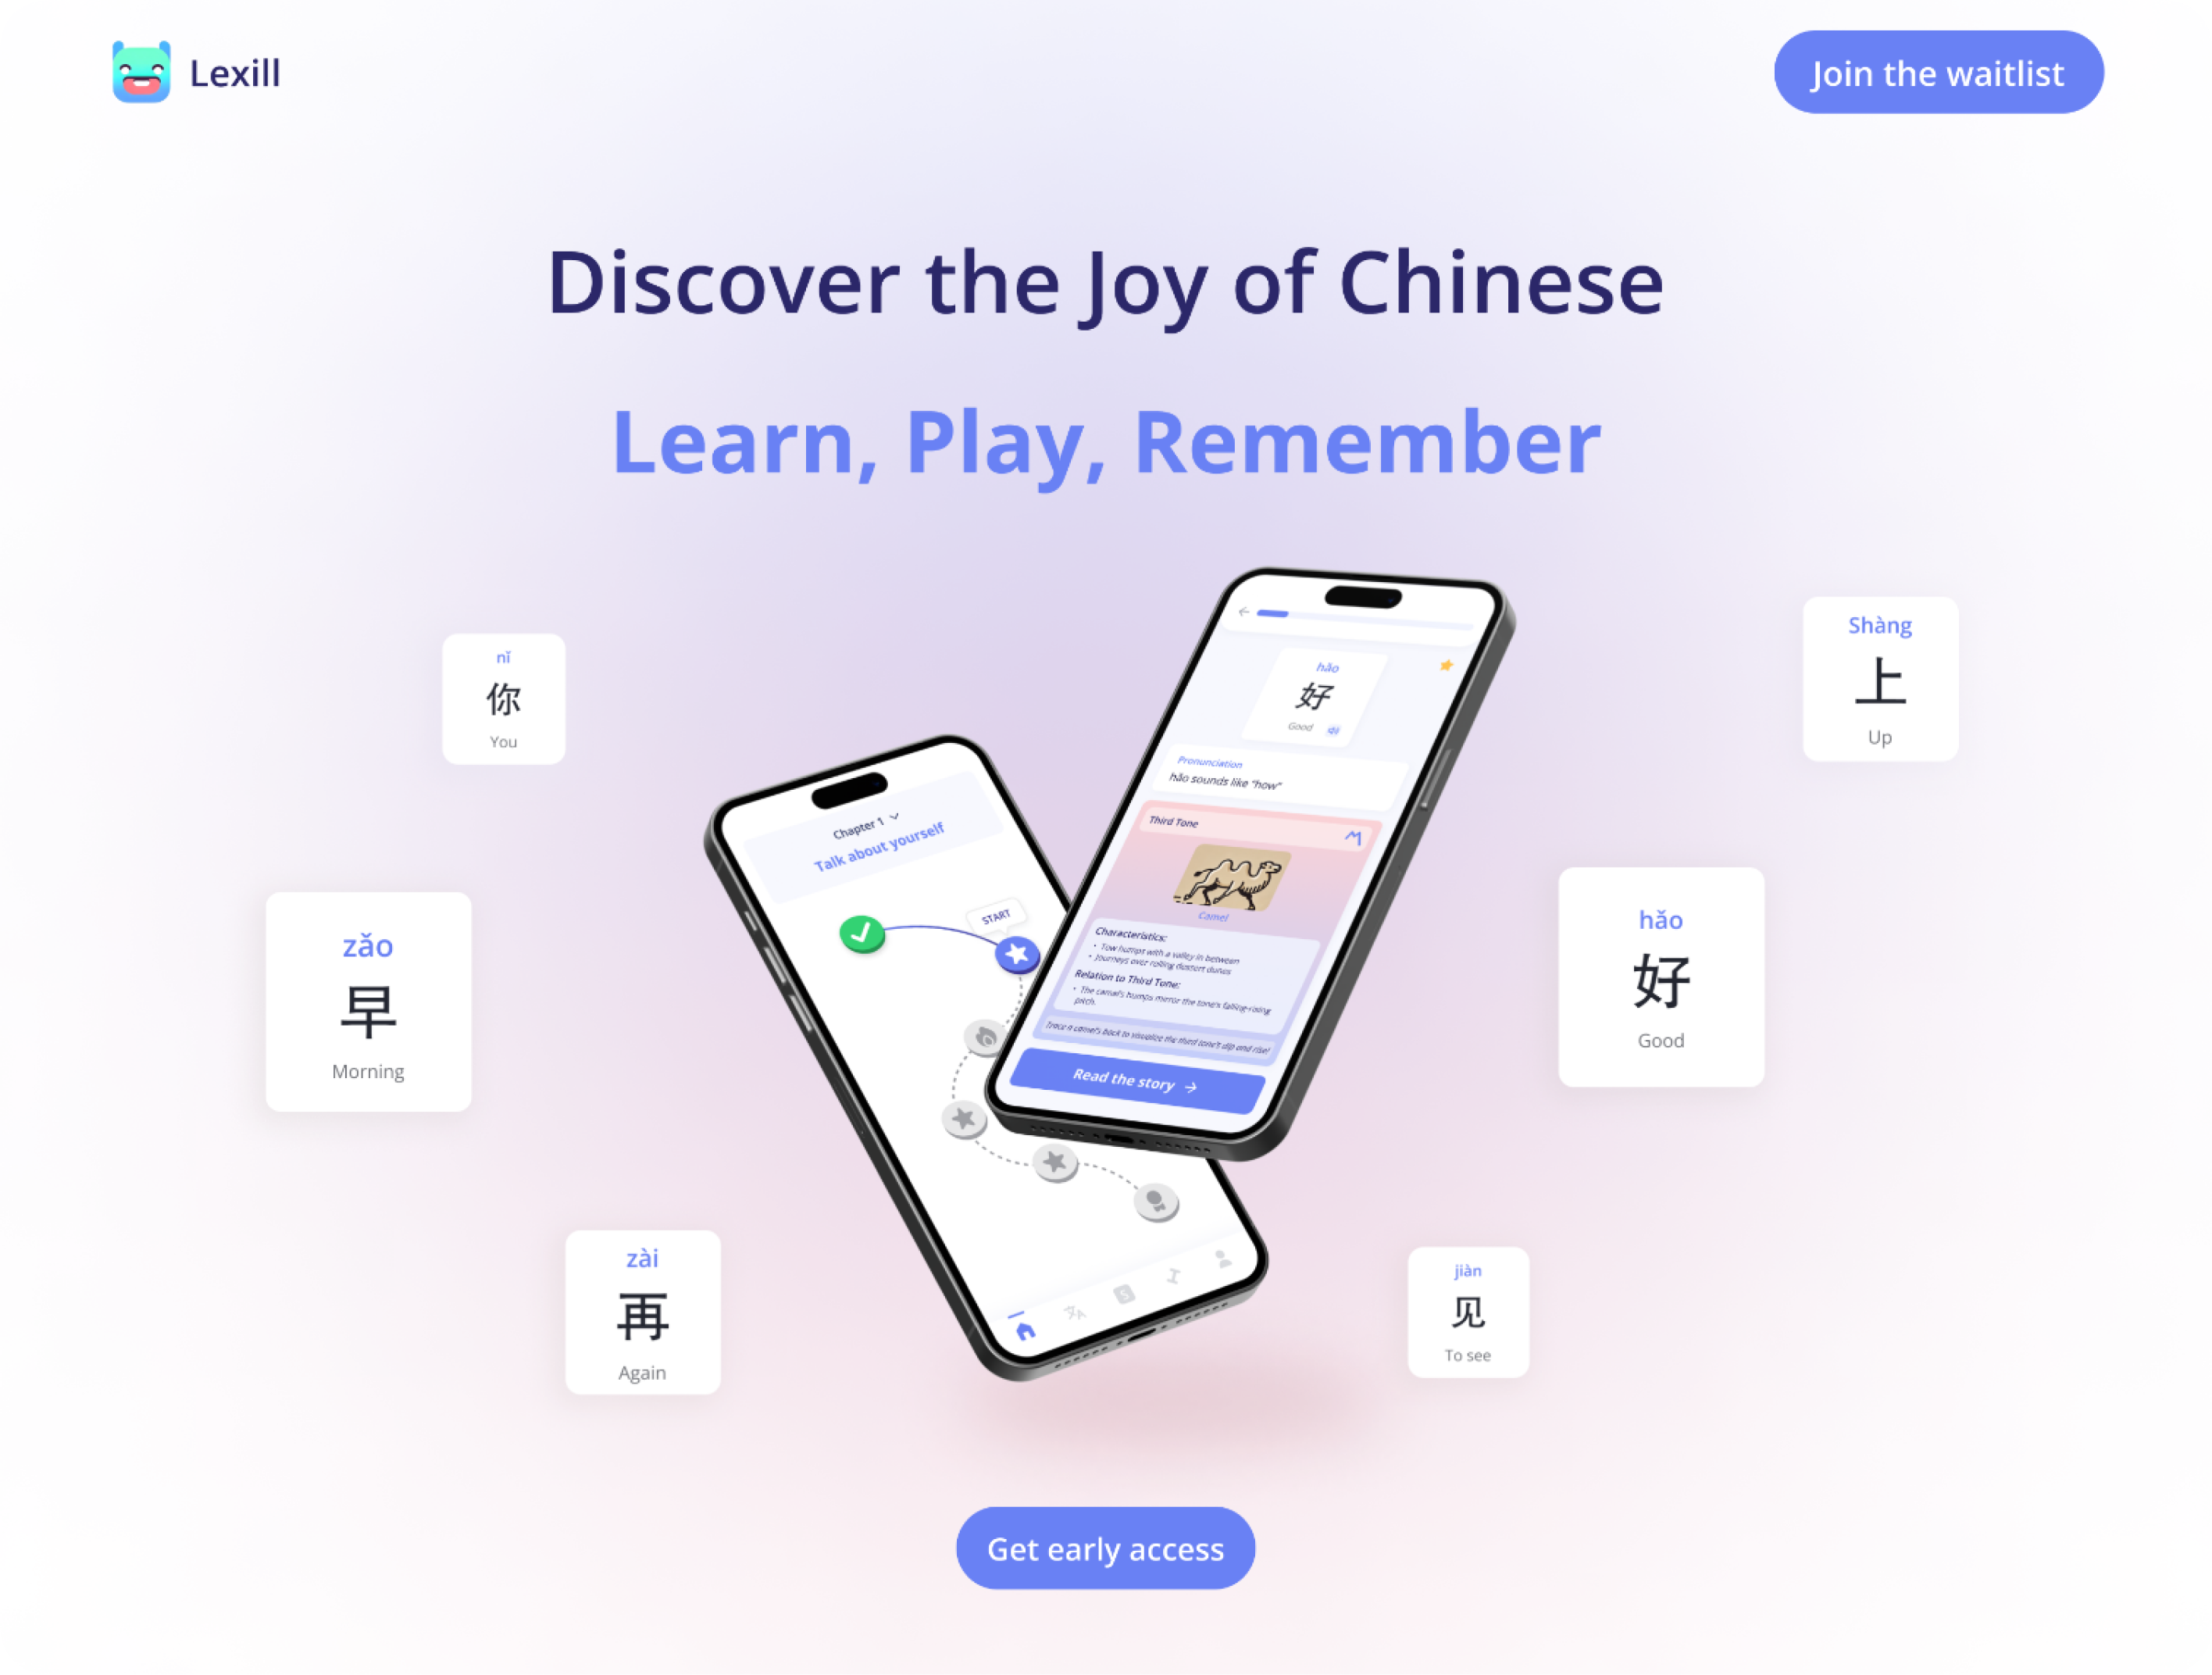 Lexill
Join the waitlist
Discover the Joy of Chinese
Learn, Play, Remember
nǐ
你
You
Shàng
上
Up
hǎo
好
Good
Pronunciation
hǎo sounds like “how”
Third Tone
Camel
Characteristics:
• Tow humps with a valley in between
• Journeys over rolling
Relation to Third Tone:
• The camel's humps mirror the tone's falling-rising
pitch.
Trace a camel's back to visualize the third tone's dip and rise!
Read the story
Chapter 1
Talk about yourself
START
S
zǎo
早
Morning
hǎo
好
Good
zài
再
Again
jiàn
见
To see
Get early access